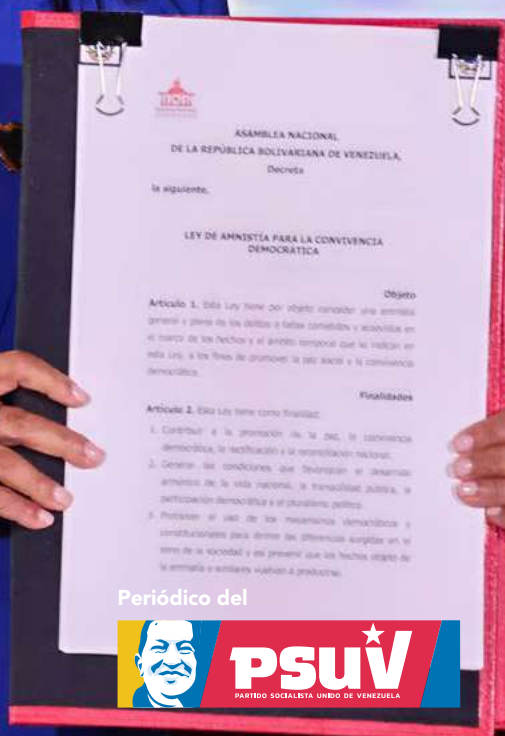 ASAMBLEA NACIONAL
DE LA REPÚBLICA BOLIVARIANA DE VENEZUELA,
Decreta
la siguiente,
LEY DE AMNISTÍA PARA LA CONVIVENCIA
DEMOCRÁTICA
Objeto
Artículo 1. Esta Ley tiene por objeto conceder una amnistía
general y plena de los delitos o faltas cometidos y acaecidos en
el marco de los hechos y el ámbito temporal que se indican en
esta Ley, a los fines de promover la paz social y la convivencia
democrática.
Finalidades
Artículo 2. Esta Ley tiene como finalidad:
1. Contribuir a la promoción de la paz, la convivencia
democrática, la rectificación y la reconciliación nacional.
2. Generar las condiciones que favorezcan el desarrollo
armónico de la vida nacional, la tranquilidad pública, la
participación democrática y el pluralismo político.
3. el uso de los mecanismos democráticos y
constitucionales para dirimir las diferencias surgidas en el
seno de la sociedad y así prevenir que los hechos objeto de
la amnistía o similares vuelvan a producirse.
Periódico del
PSUV
PARTIDO SOCIALISTA UNIDO DE VENEZUELA